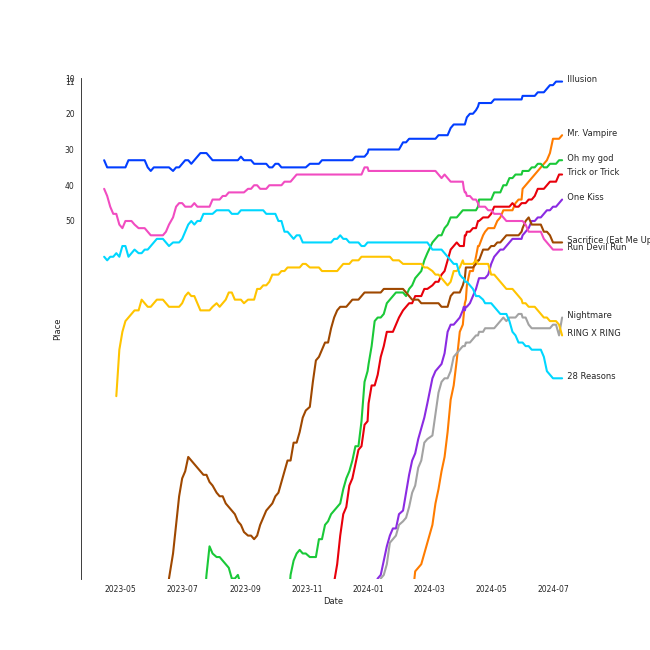 10
11
20
30
40
50
Place
Illusion
Mr. Vampire
Oh my god
Trick or Trick
One Kiss
Sacrifice (Eat Me Up
Run Devil Run
Nightmare
RING X RING
28 Reasons
2023-05 2023-07 2023-09 2023-11 2024-01 2024-03 2024-05 2024-07
Date